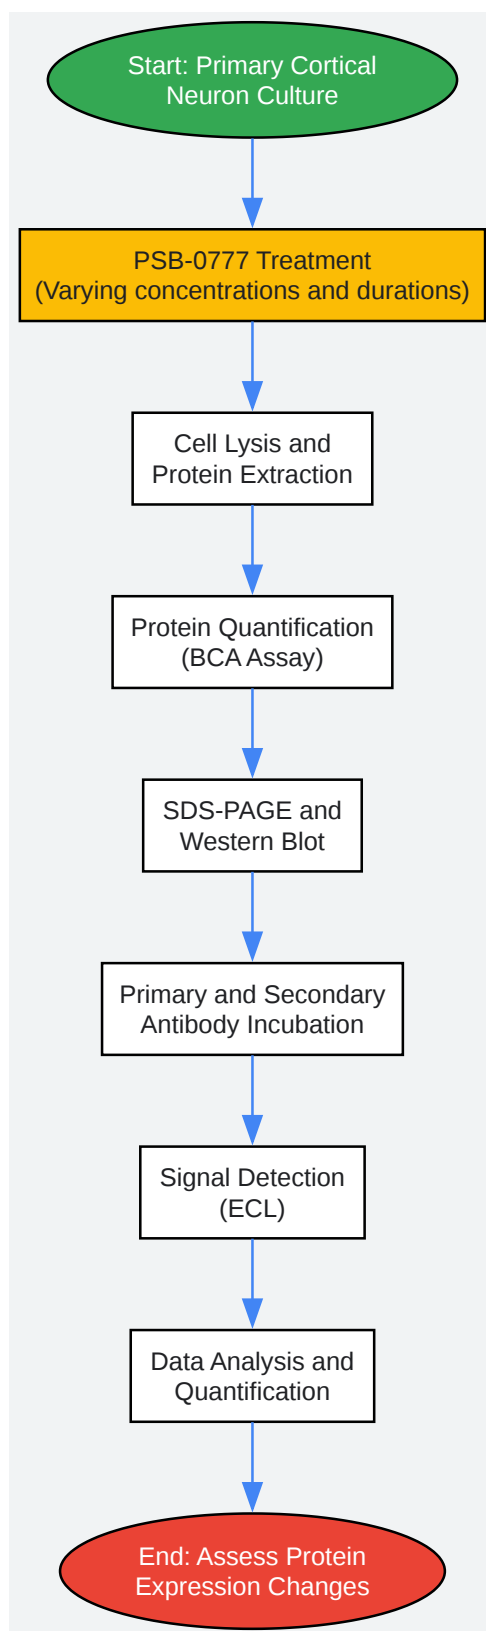 Start: Primary Cortical
Neuron Culture
PSB-0777 Treatment
(Varying concentrations and durations)
Cell Lysis and
Protein Extraction
Protein Quantification
(BCA Assay)
SDS-PAGE and
Western Blot
Primary and Secondary
Antibody Incubation
Signal Detection
(ECL)
Data Analysis and
Quantification
End: Assess Protein
Expression Changes